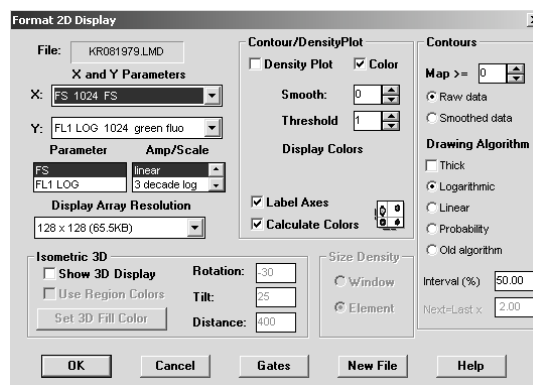 Format 2D Display
File: KR081979.LMD
X and Y Parameters
X: FS 1024 FS
Y: FL1 LOG 1024 green fluo
Parameter Amp/Scale
FS linear
FL1 LOG 3 decade log
Display Array Resolution
128 x 128 (65.5KB)
Contour/DensityPlot
Density Plot Color
Smooth: 0
Threshold 1
Display Colors
Label Axes
Calculate Colors
Contours
Map >= 0
Raw data
Smoothed data
Drawing Algorithm
Thick
Logarithmic
Linear
Probability
Old algorithm
Interval (%) 50.00
Next=Last x 2.00
Isometric 3D
Show 3D Display
Use Region Colors
Set 3D Fill Color
Rotation: -30
Tilt: 25
Distance: 400
Size Density
Window
Element
OK Cancel Gates New File Help